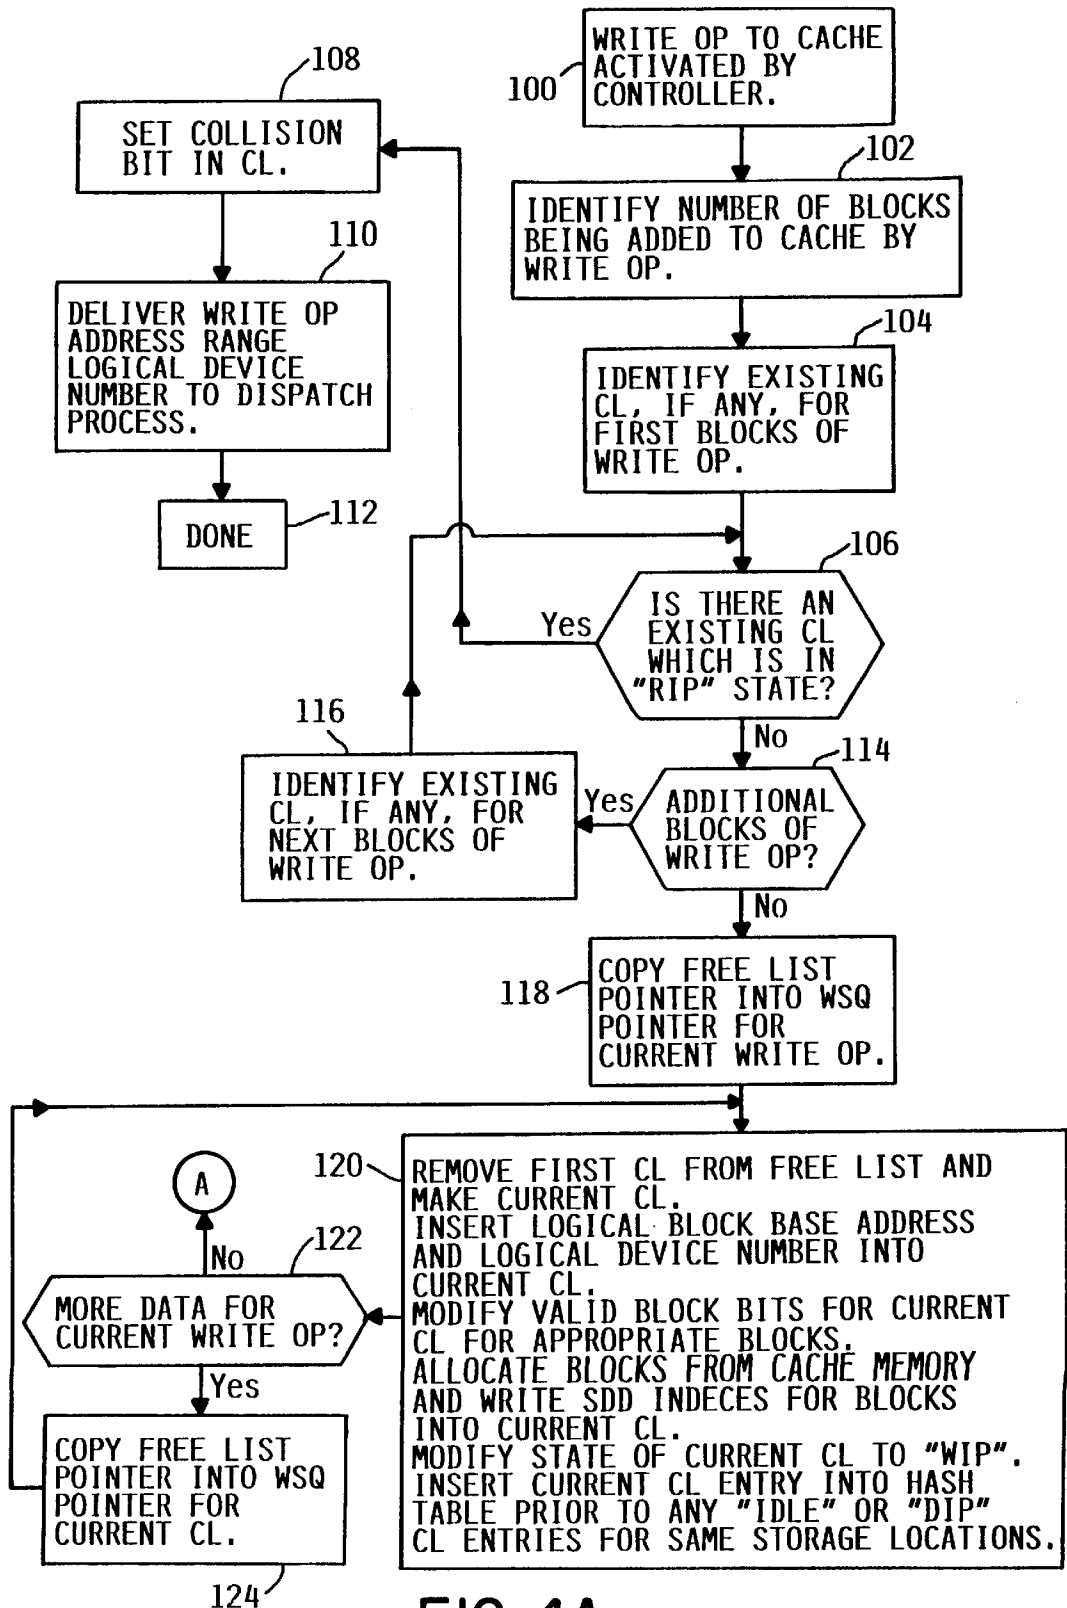 100
WRITE OP TO CACHE
ACTIVATED BY
CONTROLLER.
102
IDENTIFY NUMBER OF BLOCKS
BEING ADDED TO CACHE BY
WRITE OP.
104
IDENTIFY EXISTING
CL, IF ANY, FOR
FIRST BLOCKS OF
WRITE OP.
106
IS THERE AN
EXISTING CL
WHICH IS IN
"RIP" STATE?
Yes
No
108
SET COLLISION
BIT IN CL.
110
DELIVER WRITE OP
ADDRESS RANGE
LOGICAL DEVICE
NUMBER TO DISPATCH
PROCESS.
112
DONE
114
ADDITIONAL
BLOCKS OF
WRITE OP?
Yes
No
116
IDENTIFY EXISTING
CL, IF ANY, FOR
NEXT BLOCKS OF
WRITE OP.
118
COPY FREE LIST
POINTER INTO WSQ
POINTER FOR
CURRENT WRITE OP.
120
REMOVE FIRST CL FROM FREE LIST AND
MAKE CURRENT CL.
INSERT LOGICAL BLOCK BASE ADDRESS
AND LOGICAL DEVICE NUMBER INTO
CURRENT CL.
MODIFY VALID BLOCK BITS FOR CURRENT
CL FOR APPROPRIATE BLOCKS.
ALLOCATE BLOCKS FROM CACHE MEMORY
AND WRITE SDD INDECES FOR BLOCKS
INTO CURRENT CL.
MODIFY STATE OF CURRENT CL TO "WIP".
INSERT CURRENT CL ENTRY INTO HASH
TABLE PRIOR TO ANY "IDLE" OR "DIP"
CL ENTRIES FOR SAME STORAGE LOCATIONS.
A
No
122
MORE DATA FOR
CURRENT WRITE OP?
Yes
COPY FREE LIST
POINTER INTO WSQ
POINTER FOR
CURRENT CL.
124
FIG. 4A